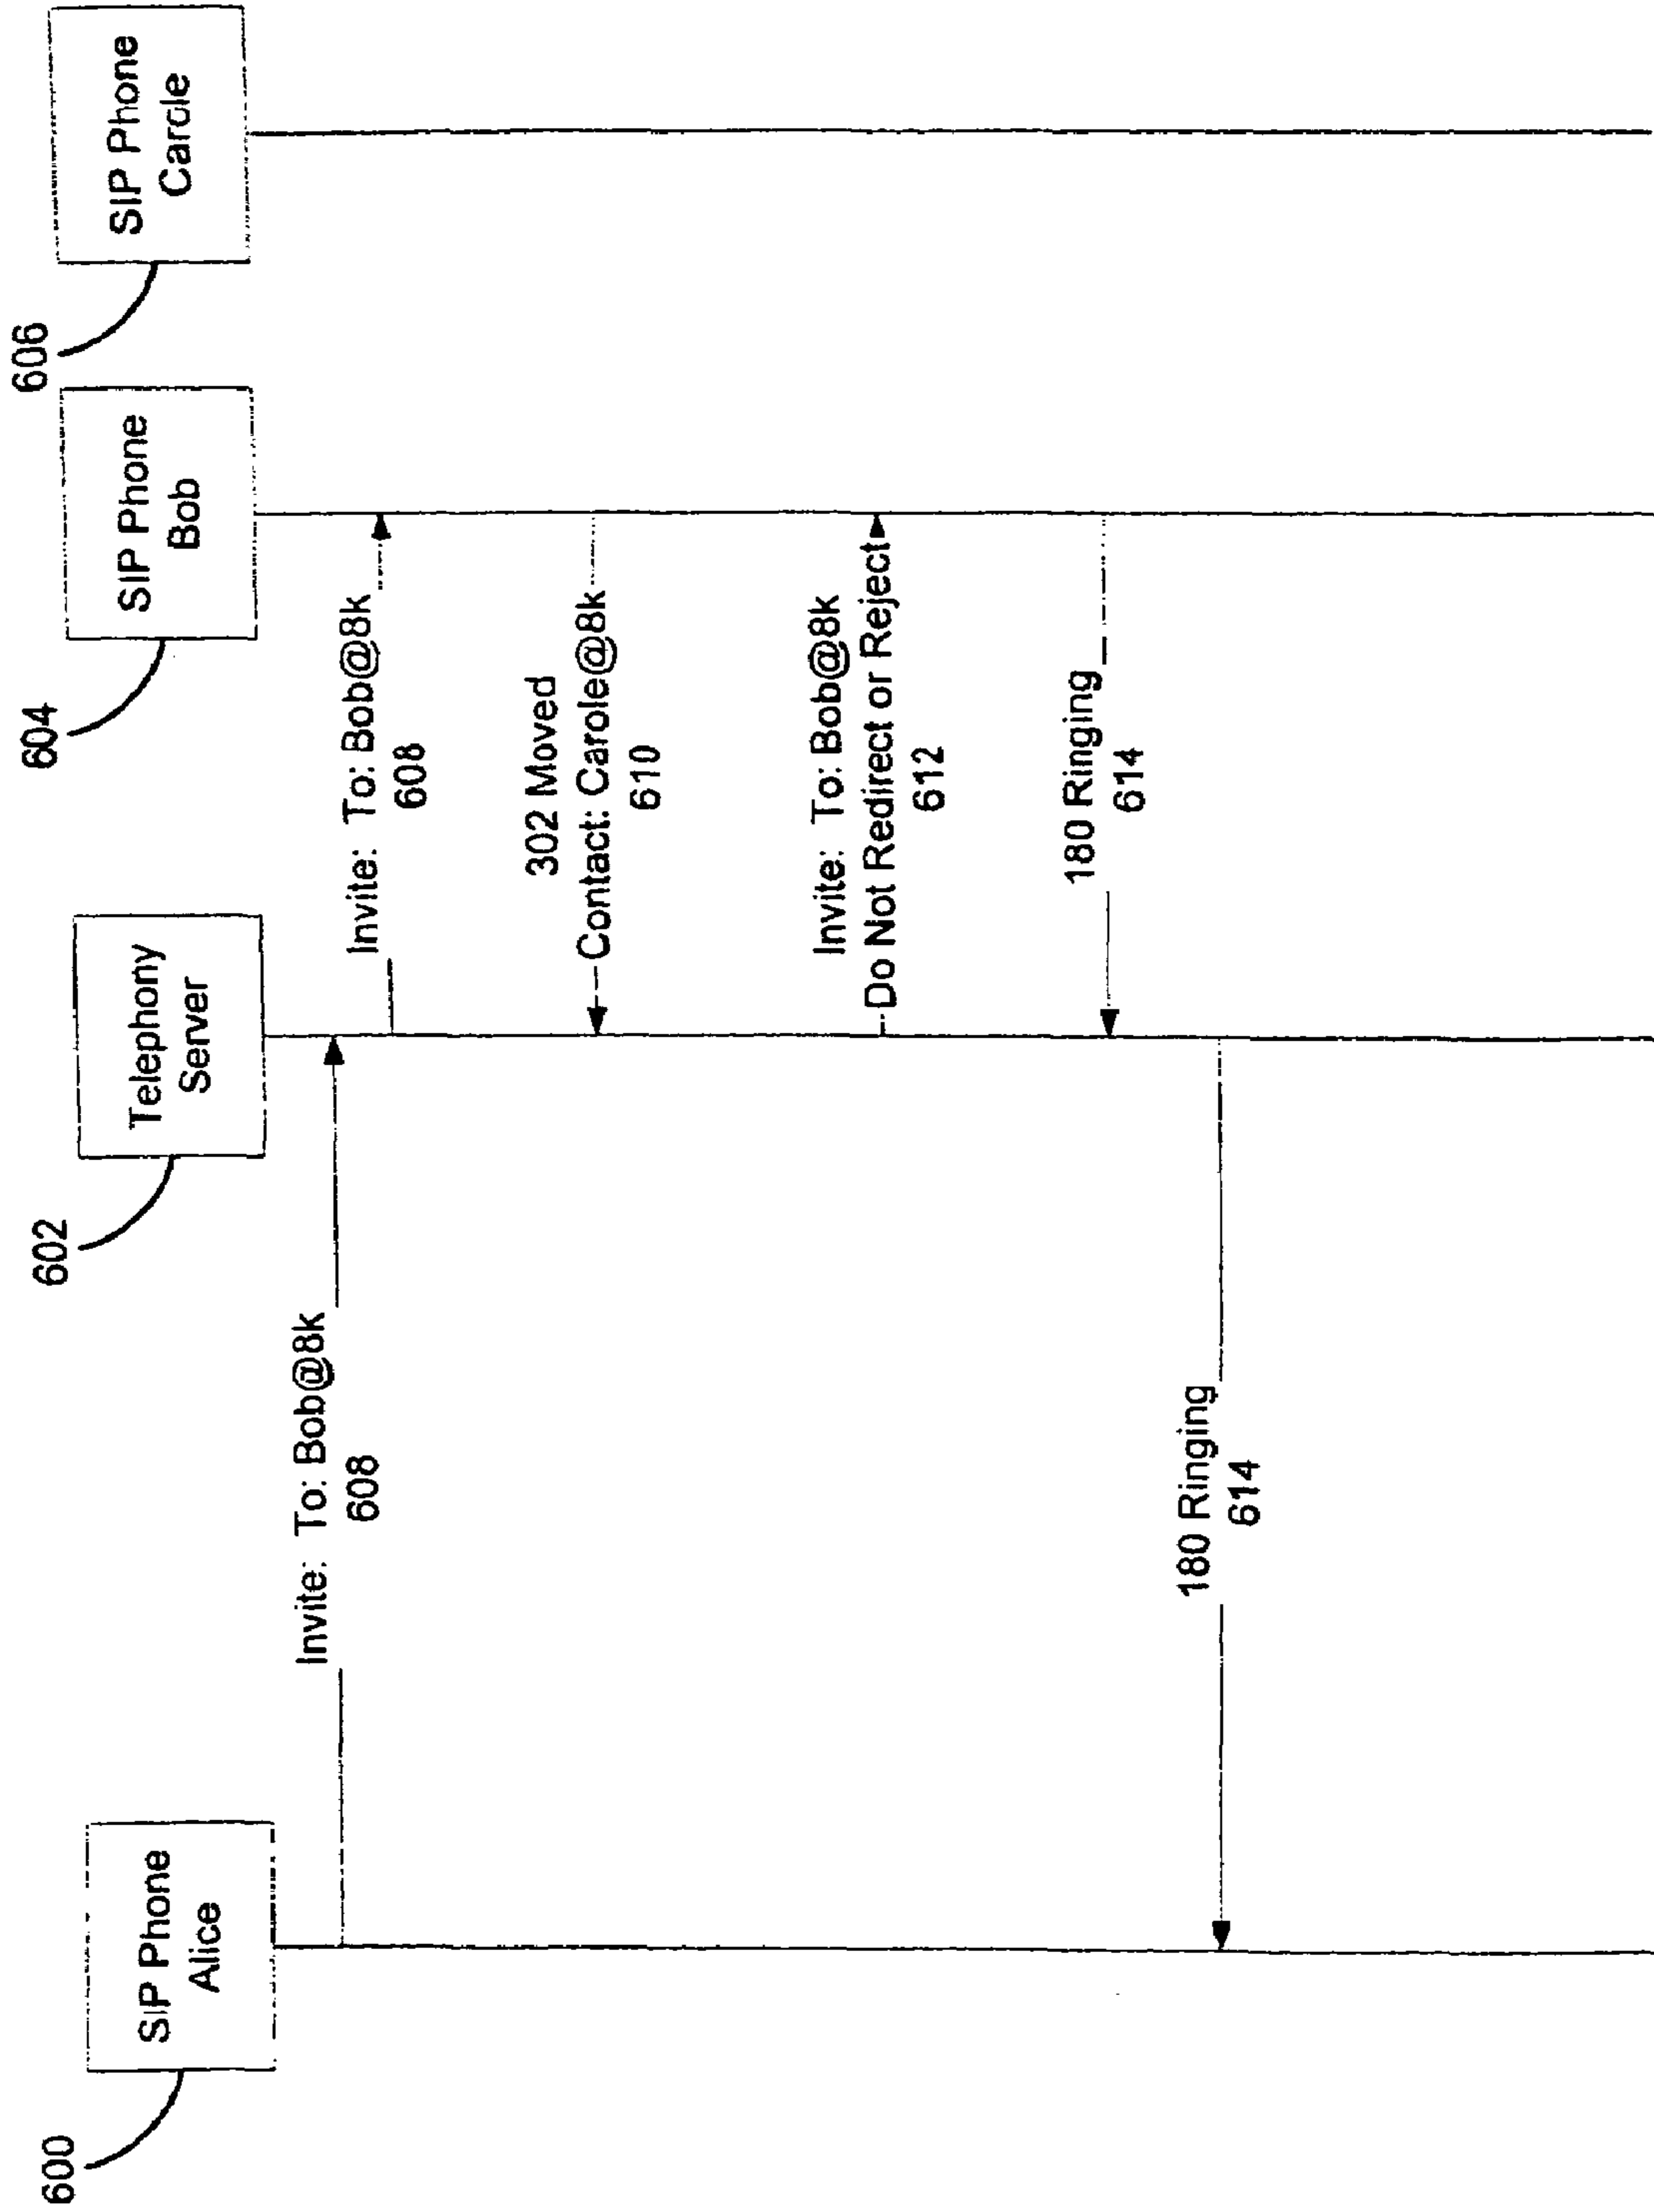 600
SIP Phone
Alice
602
Telephony
Server
604
SIP Phone
Bob
606
SIP Phone
Carole
Invite: To: Bob@8k
608
Invite: To: Bob@8k
608
302 Moved
Contact: Carole@8k
610
Invite: To: Bob@8k
Do Not Redirect or Reject
612
180 Ringing
614
180 Ringing
614